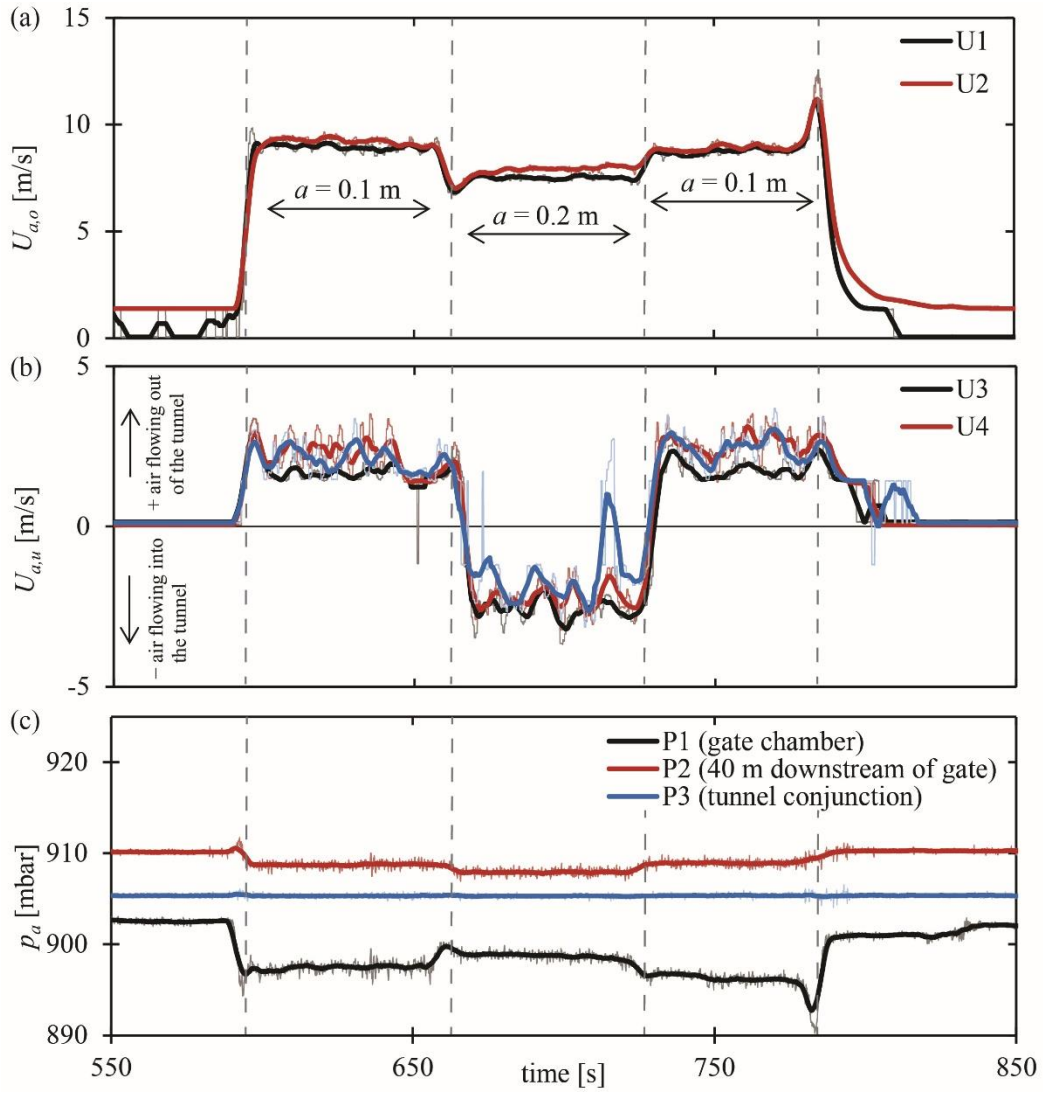 (a)
15
10
5
0
U_{a,o} [m/s]
U1
U2
a = 0.1 m
a = 0.2 m
a = 0.1 m
(b)
5
0
-5
U_{a,u} [m/s]
+ air flowing out
of the tunnel
– air flowing into
the tunnel
U3
U4
(c)
920
910
900
890
p_a [mbar]
P1 (gate chamber)
P2 (40 m downstream of gate)
P3 (tunnel conjunction)
550
650
750
850
time [s]